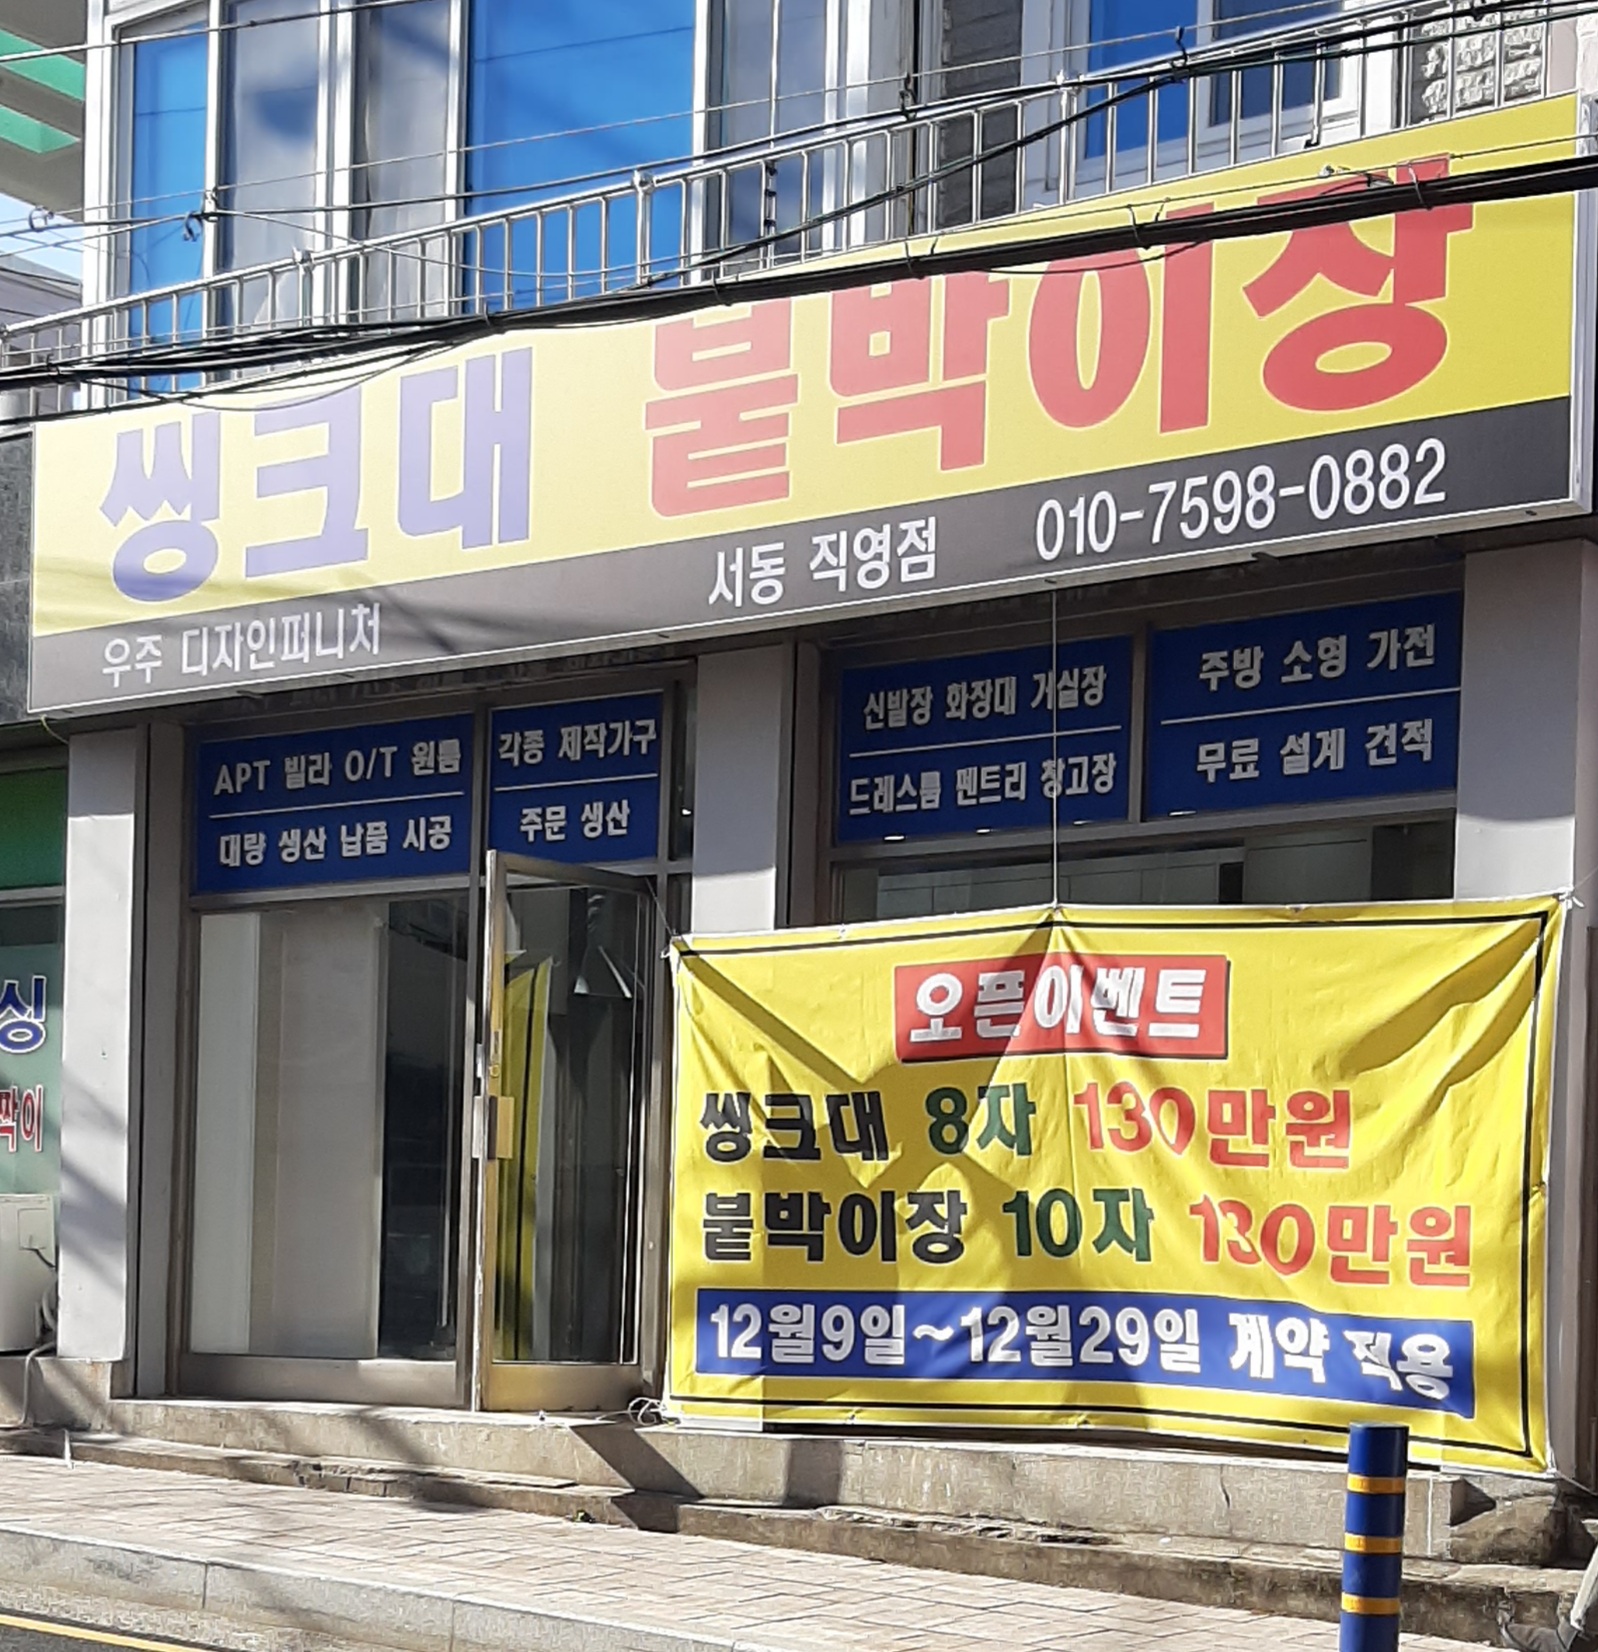 씽크대 붙박이장
우주 디자인퍼니처 서동 직영점 010-7598-0882
APT 빌라 O/T 원룸
대량 생산 납품 시공
각종 제작가구
주문 생산
신발장 화장대 거실장
드레스룸 펜트리 창고장
주방 소형 가전
무료 설계 견적
싱
짝이
오픈이벤트
씽크대 8자 130만원
붙박이장 10자 130만원
12월9일~12월29일 계약 적용